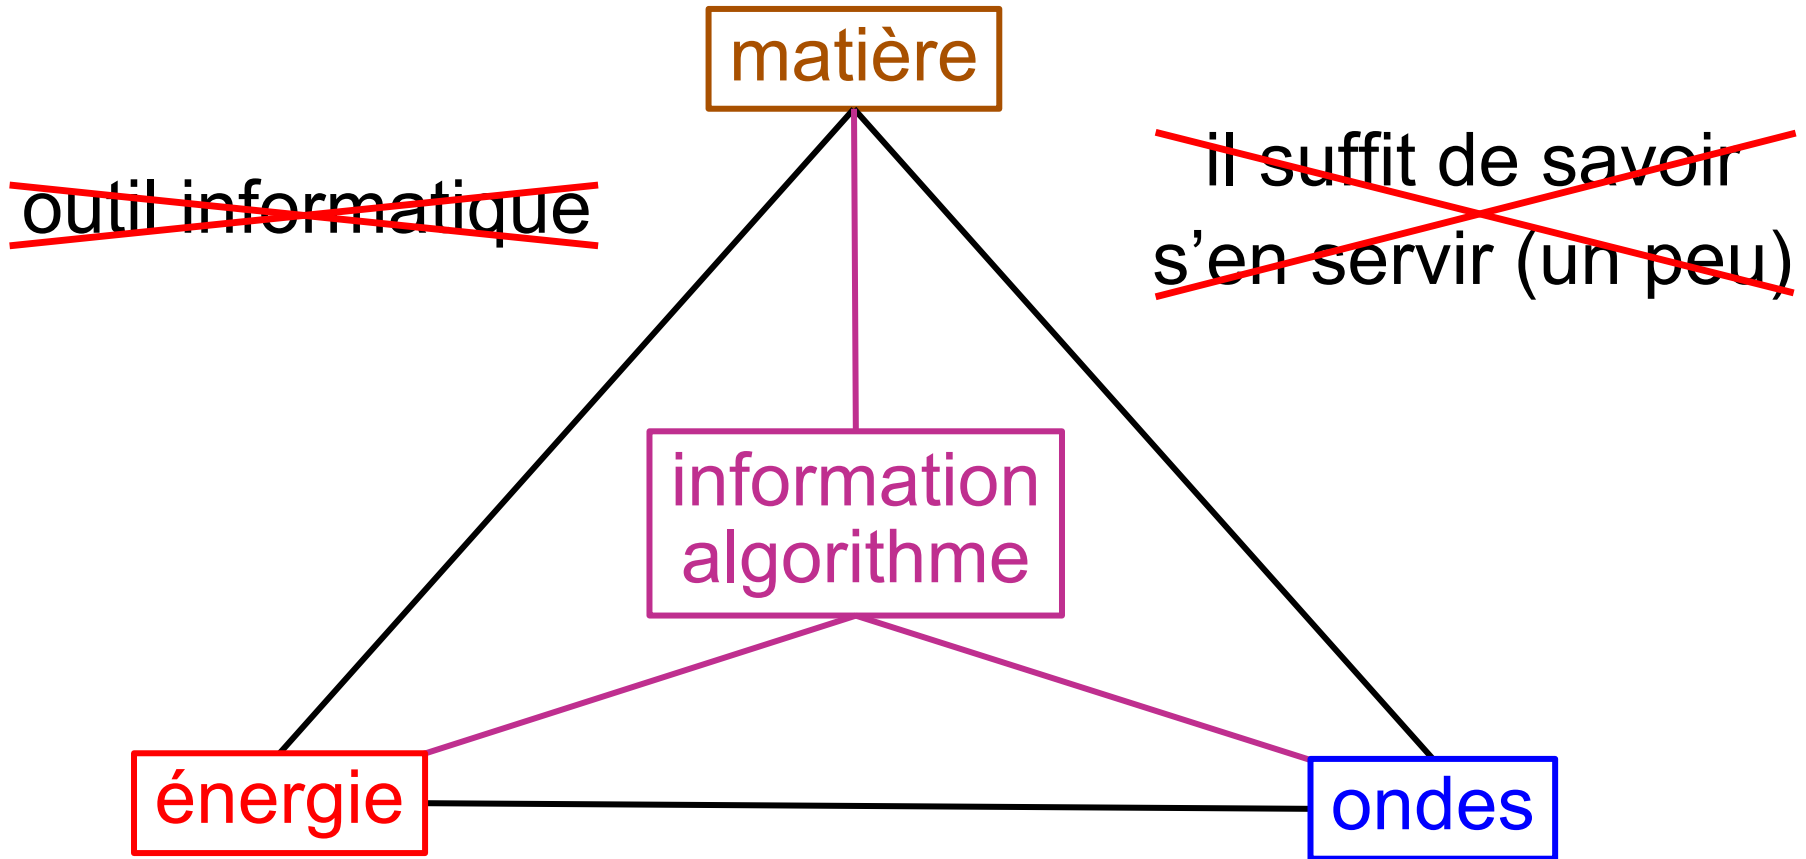 matière
outil informatique
il suffit de savoir
s’en servir (un peu)
information
algorithme
énergie
ondes